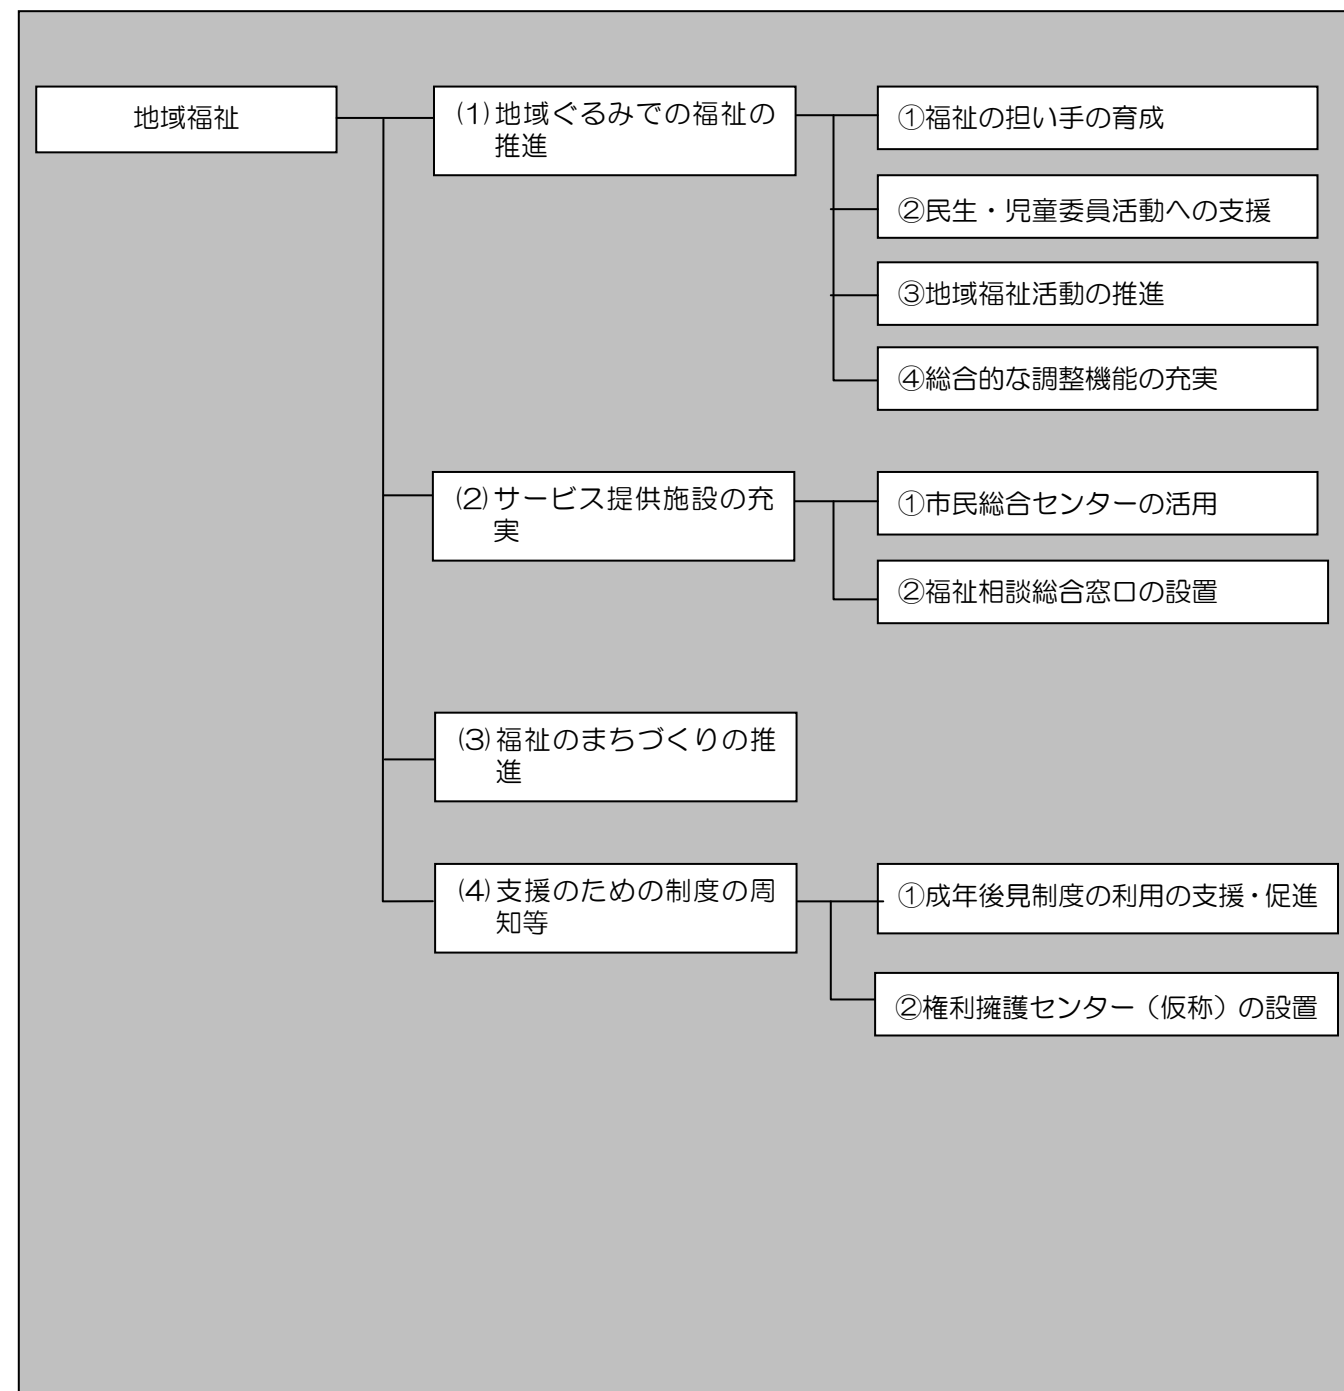 地域福祉
⑴地域ぐるみでの福祉の
推進
①福祉の担い手の育成
②民生・児童委員活動への支援
③地域福祉活動の推進
④総合的な調整機能の充実
⑵サービス提供施設の充
実
①市民総合センターの活用
②福祉相談総合窓口の設置
⑶福祉のまちづくりの推
進
⑷支援のための制度の周
知等
①成年後見制度の利用の支援・促進
②権利擁護センター（仮称）の設置